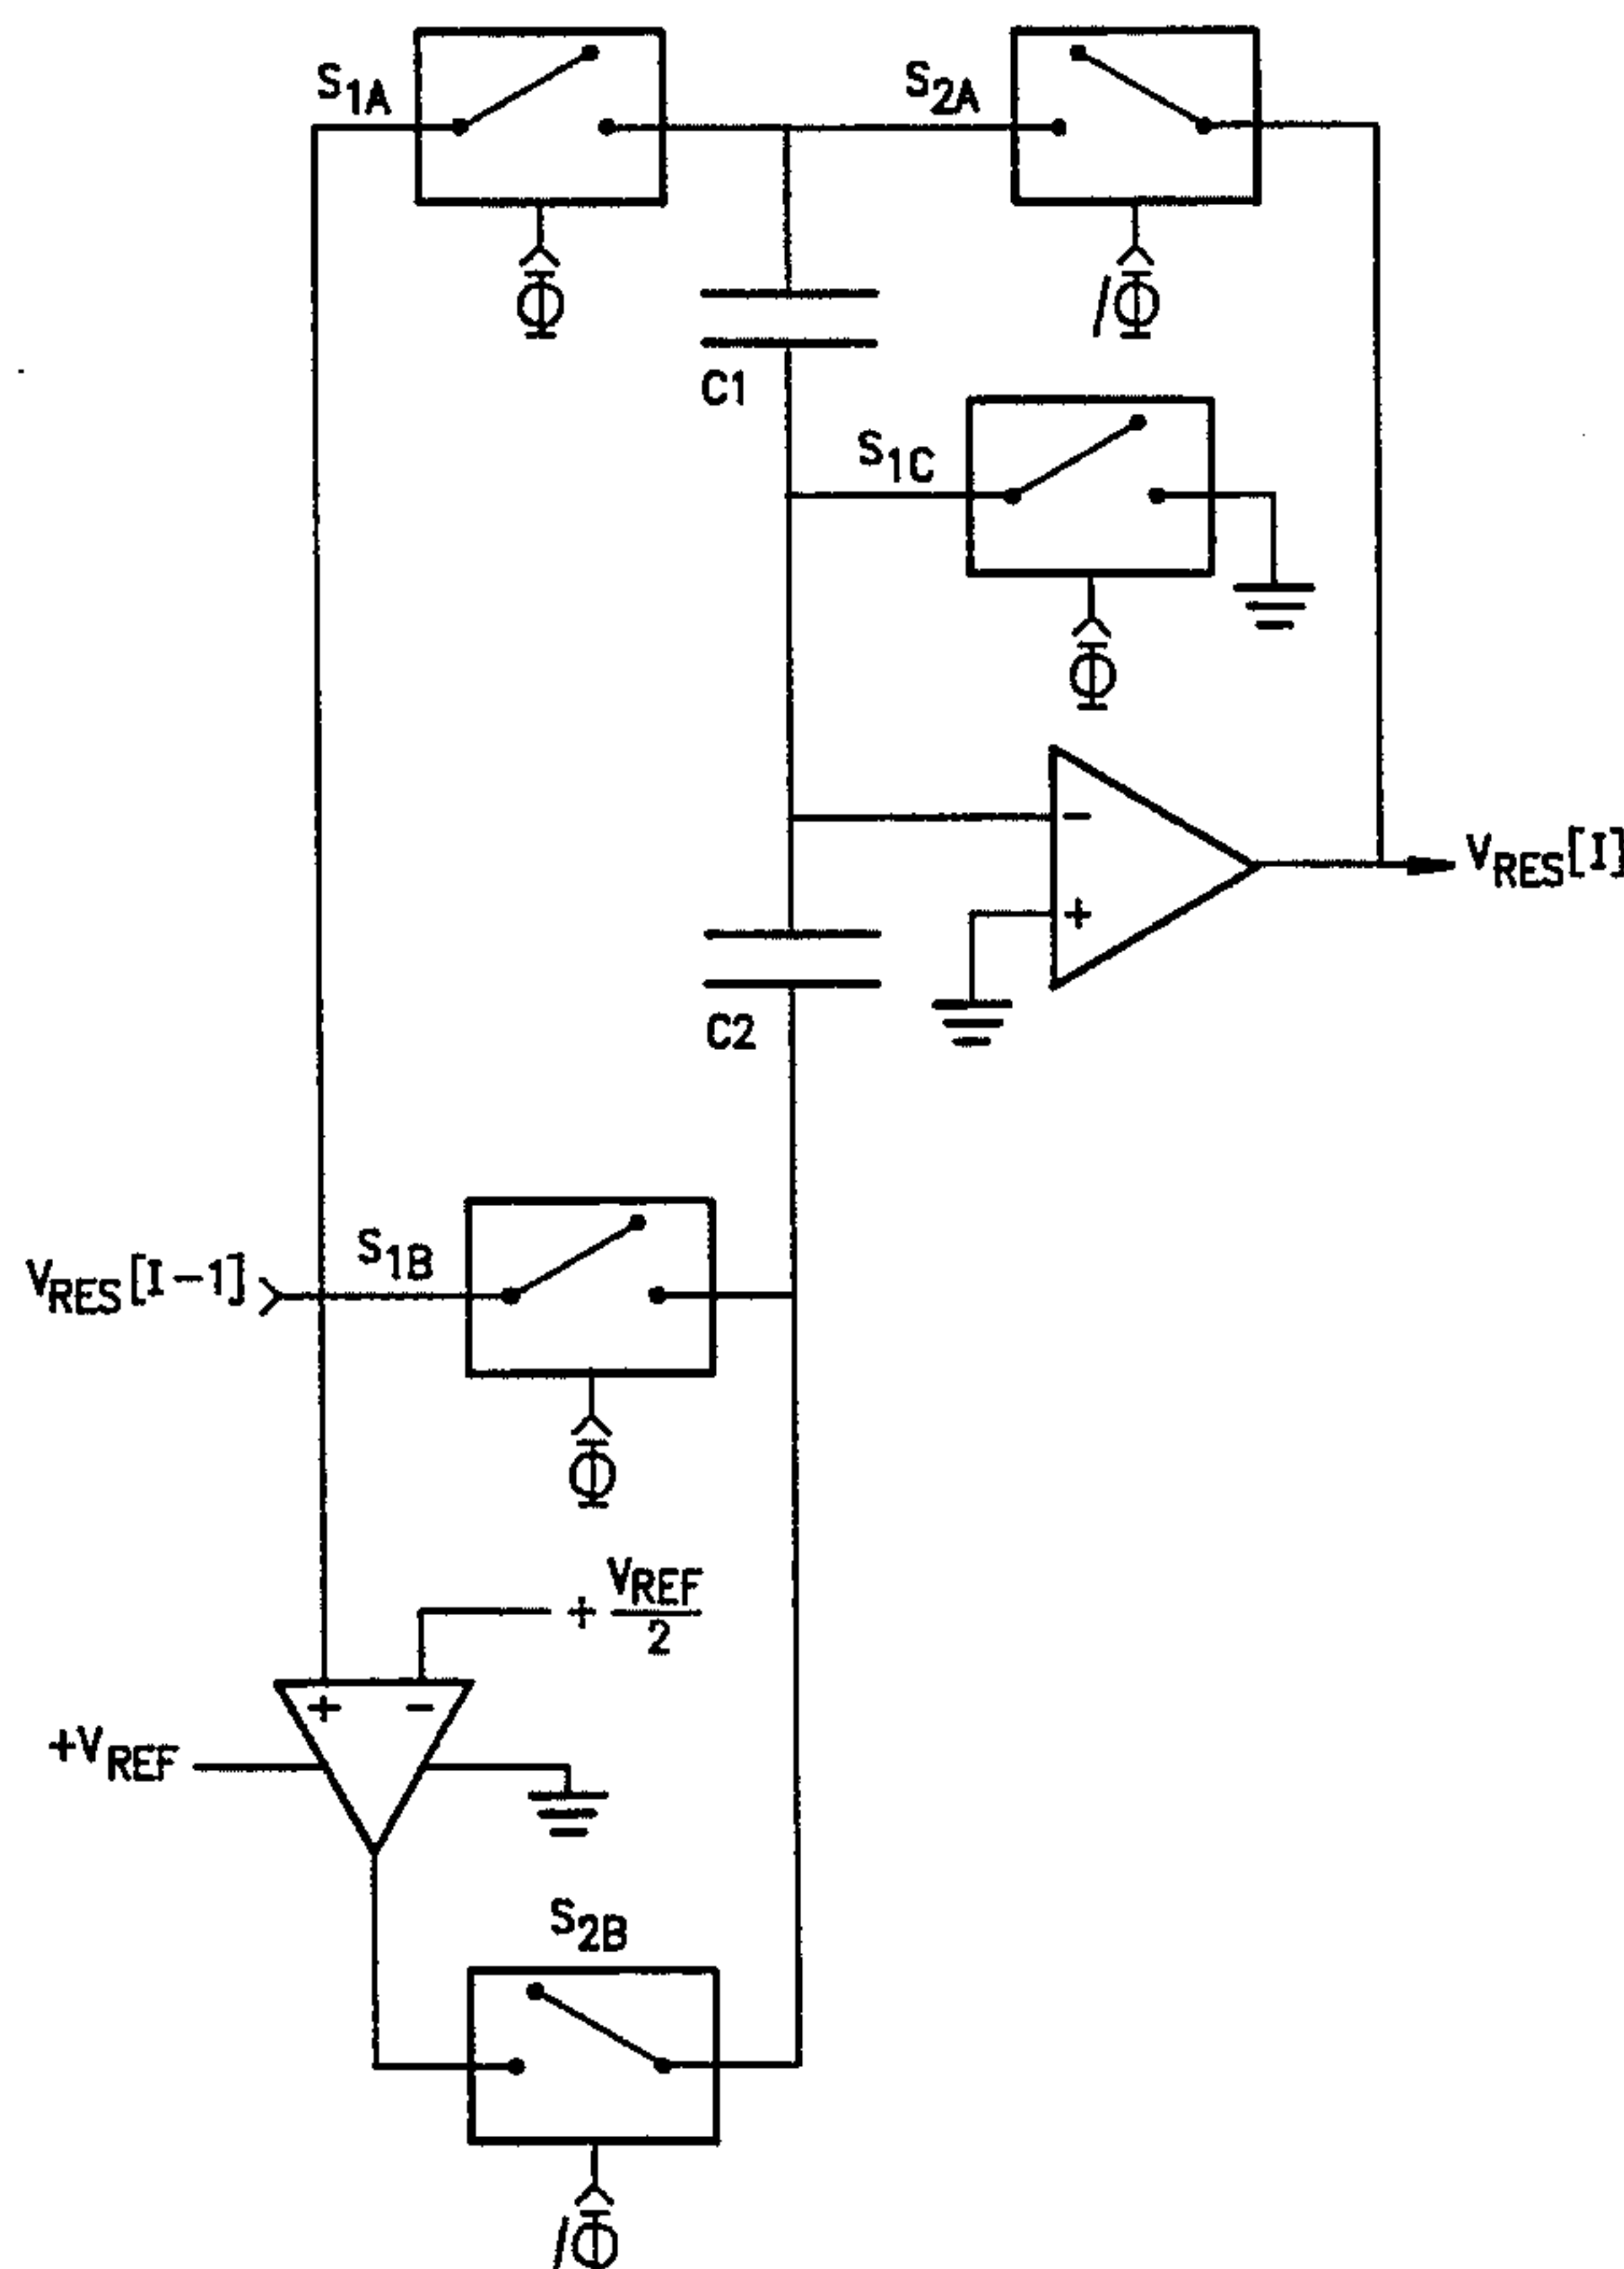 S1A
S2A
Φ
/Φ
C1
S1C
Φ
-
+
VRES[I]
C2
VRES[I-1]
S1B
Φ
+ VREF
2
+ -
+VREF
S2B
/Φ